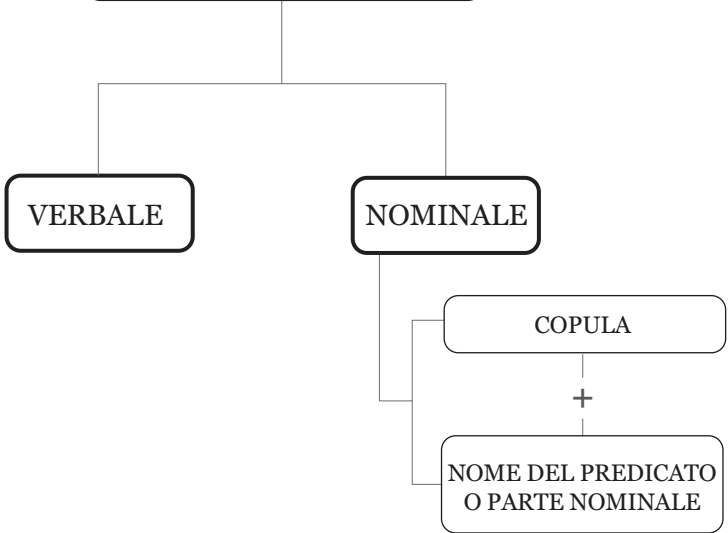 VERBALE
NOMINALE
COPULA
+
NOME DEL PREDICATO
O PARTE NOMINALE